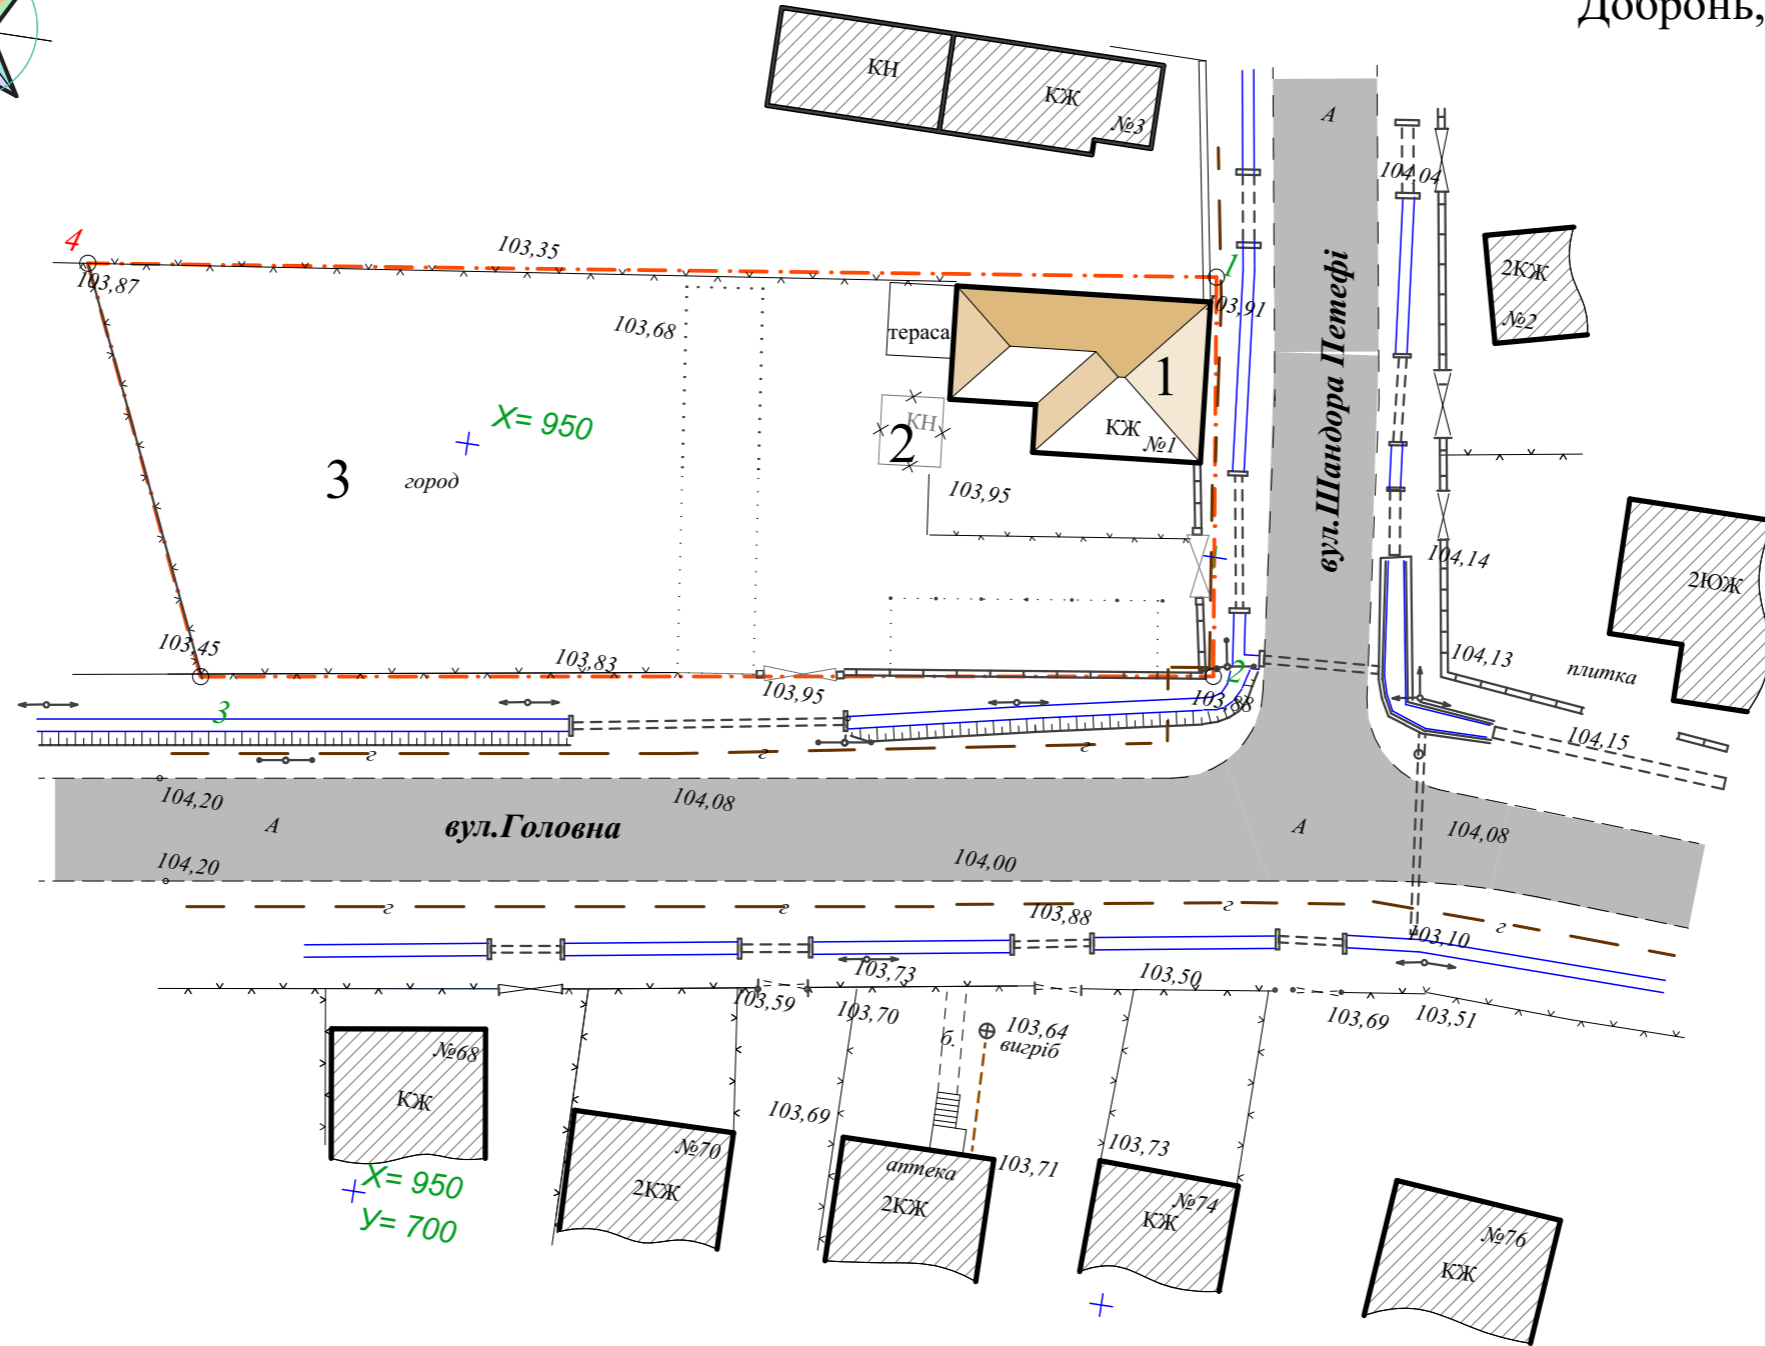 Добронь,
КН
КЖ
№3
А
104,04
4
103,35
1
103,87
103,91
2КЖ
№2
103,68
тераса
вул.Шандора Петефі
1
X= 950
КН
2
КЖ
№1
3
город
103,95
104,14
2ЮЖ
103,45
103,83
104,13
плитка
2
103,95
103,88
3
104,15
г
г
г
104,20
104,08
А
вул.Головна
А
104,08
104,20
104,00
г
г
103,88
г
г
103,10
103,73
103,50
103,59
103,70
103,64
вигріб
б.
103,69
103,51
№68
КЖ
103,69
103,73
№70
2КЖ
аптека
2КЖ
103,71
№74
КЖ
X= 950
У= 700
№76
КЖ